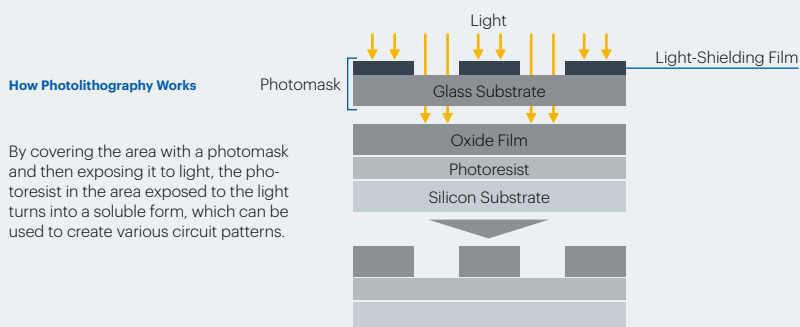 Light
Light-Shielding Film
How Photolithography Works
Photomask
Glass Substrate
By covering the area with a photomask
and then exposing it to light, the pho-
toresist in the area exposed to the light
turns into a soluble form, which can be
used to create various circuit patterns.
Oxide Film
Photoresist
Silicon Substrate